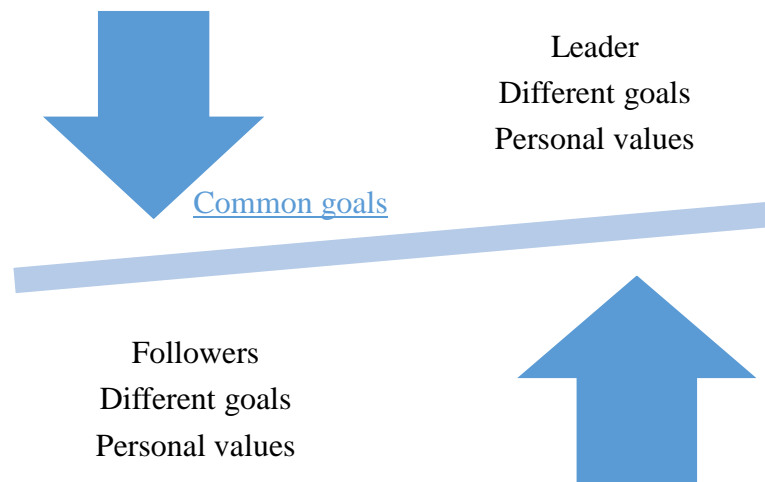 Leader
Different goals
Personal values
Common goals
Followers
Different goals
Personal values